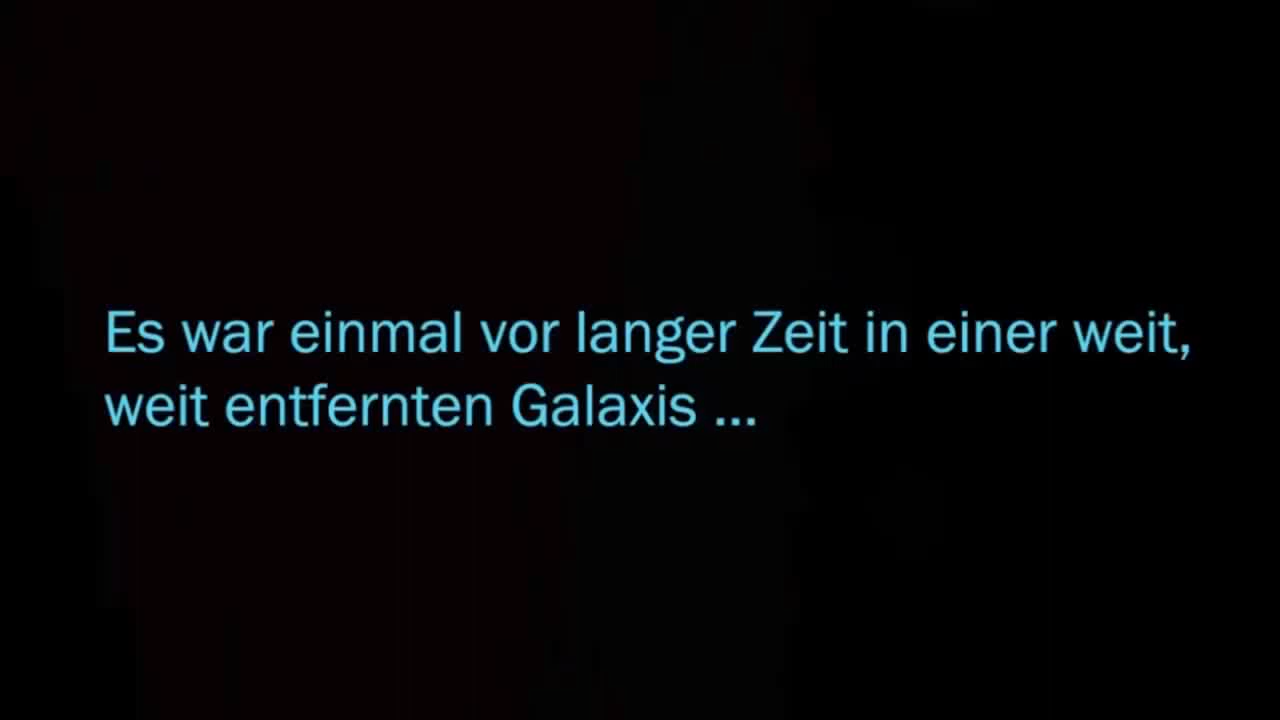 Es war einmal vor langer Zeit in einer weit,
weit entfernten Galaxis ...